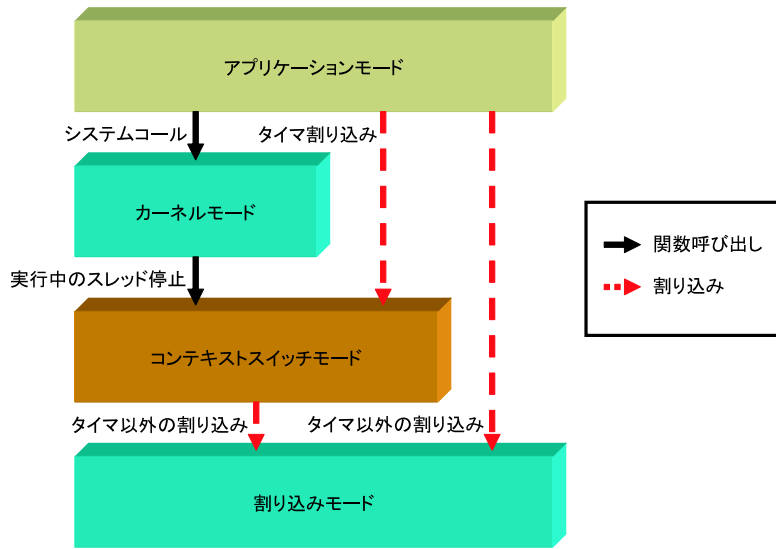 アプリケーションモード
システムコール
タイマ割り込み
カーネルモード
実行中のスレッド停止
コンテキストスイッチモード
タイマ以外の割り込み
タイマ以外の割り込み
割り込みモード
関数呼び出し
割り込み